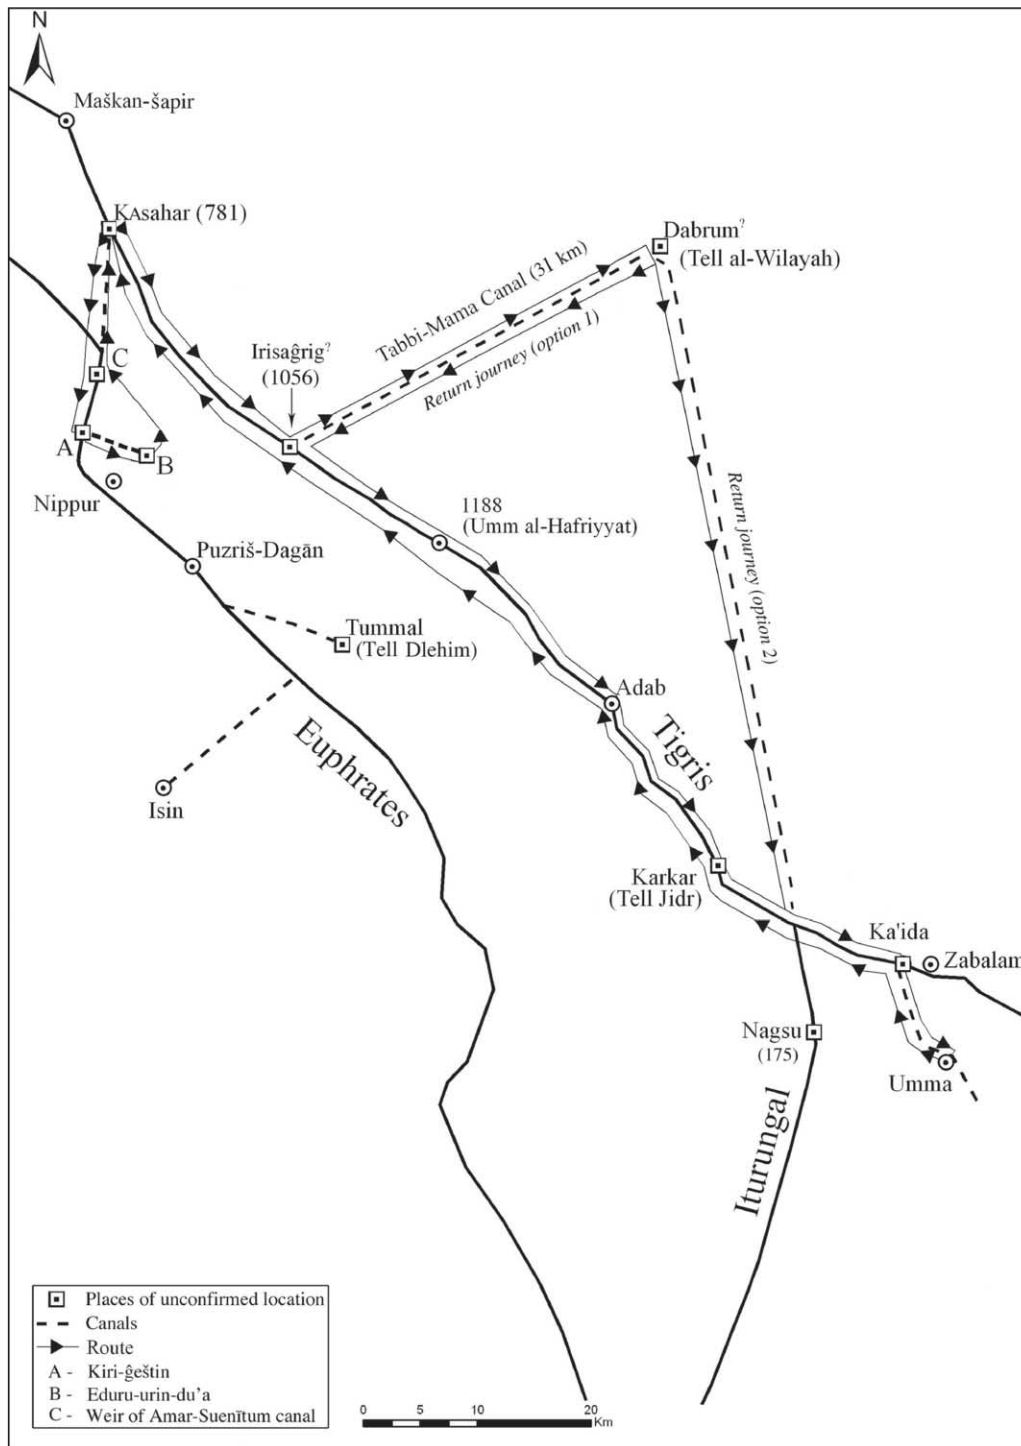 N
Maškan-šapir
KAsahar (781)
Dabrum?
(Tell al-Wilayah)
Tabbi-Mama Canal (31 km)
Return journey (option 1)
Irisaĝrig?
(1056)
C
A
B
Nippur
1188
(Umm al-Hafriyyat)
Puzriš-Dagān
Return journey (option 2)
Tummal
(Tell Dlehim)
Adab
Tigris
Euphrates
Isin
Karkar
(Tell Jidr)
Ka'ida
Zabalam
Nagsu
(175)
Umma
Iturungal
Places of unconfirmed location
Canals
Route
A - Kiri-ĝeštin
B - Eduru-urin-du'a
C - Weir of Amar-Suenītum canal
0 5 10 20
Km